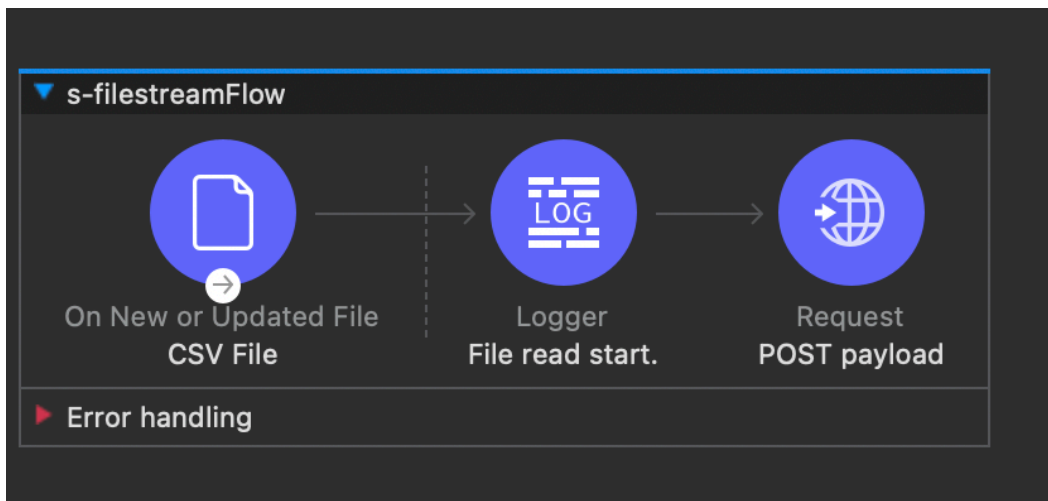 s-filestreamFlow
LOG
On New or Updated File
CSV File
Logger
File read start.
Request
POST payload
Error handling